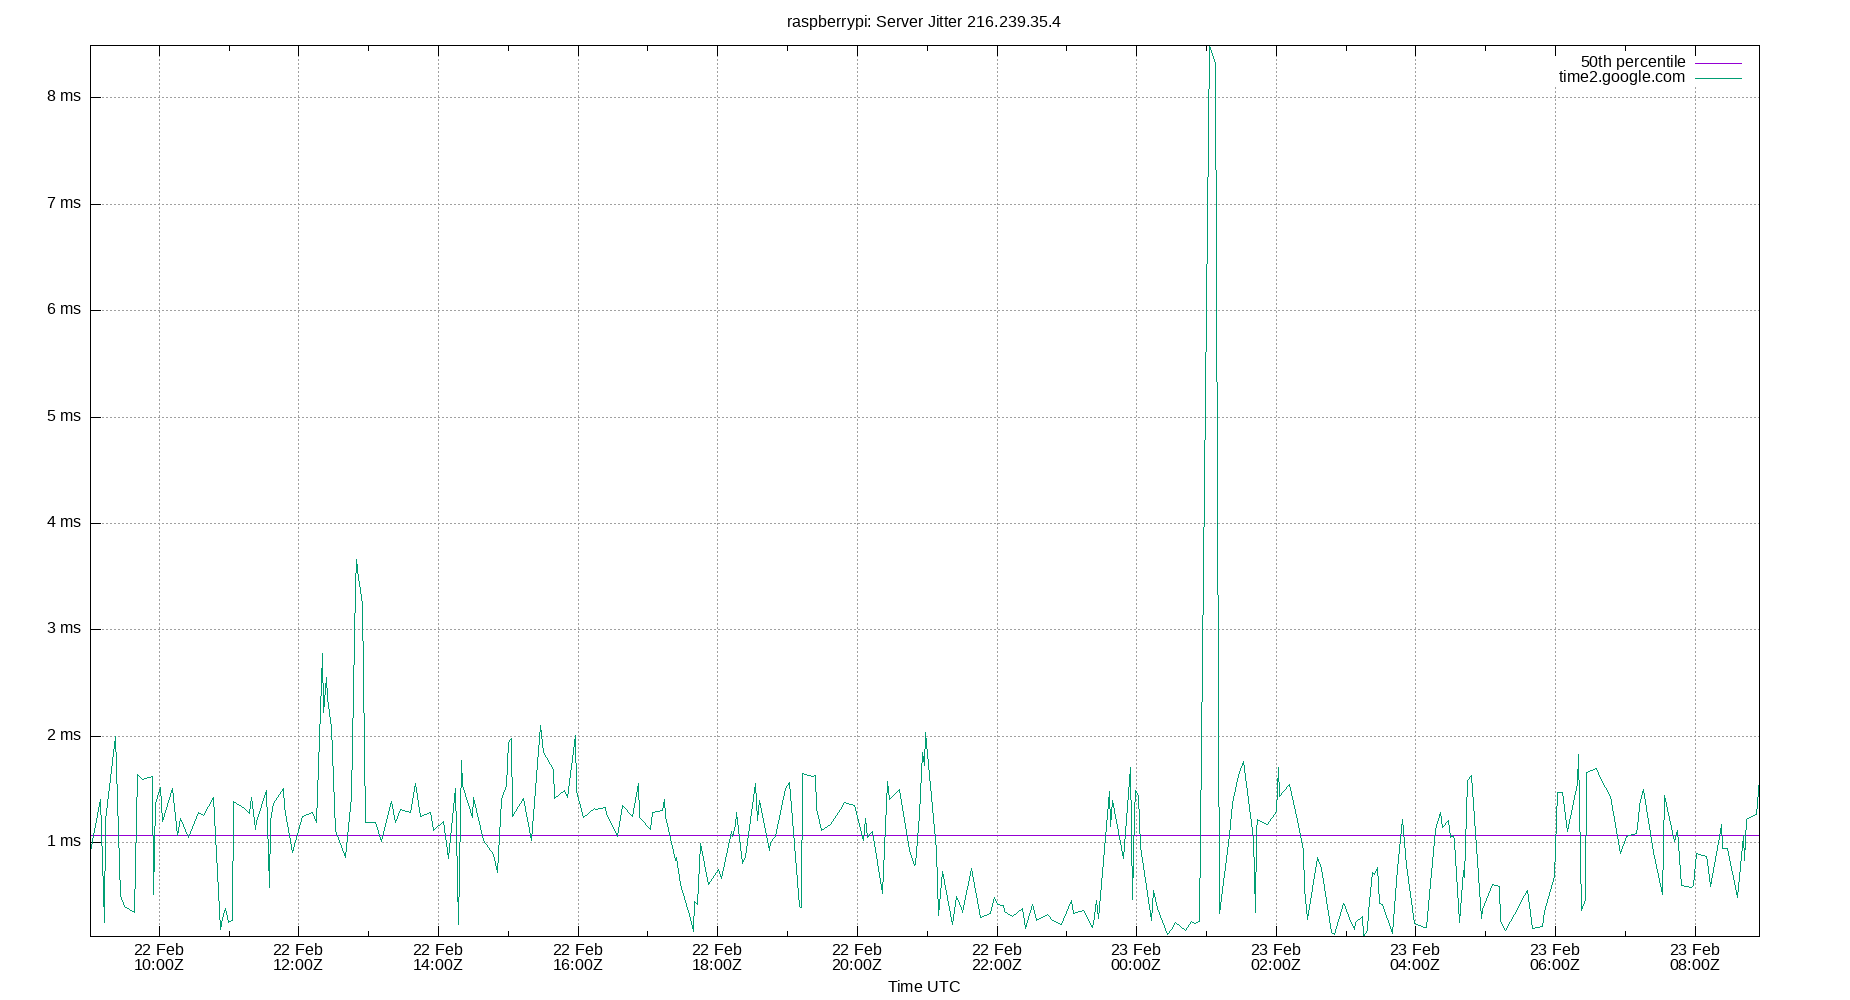 raspberrypi: Server Jitter 216.239.35.4
50th percentile
time2.google.com
8 ms
7 ms
6 ms
5 ms
4 ms
3 ms
2 ms
1 ms
22 Feb 22 Feb 22 Feb 22 Feb 22 Feb 22 Feb 22 Feb 23 Feb 23 Feb 23 Feb 23 Feb 23 Feb
10:00Z 12:00Z 14:00Z 16:00Z 18:00Z 20:00Z 22:00Z 00:00Z 02:00Z 04:00Z 06:00Z 08:00Z
Time UTC